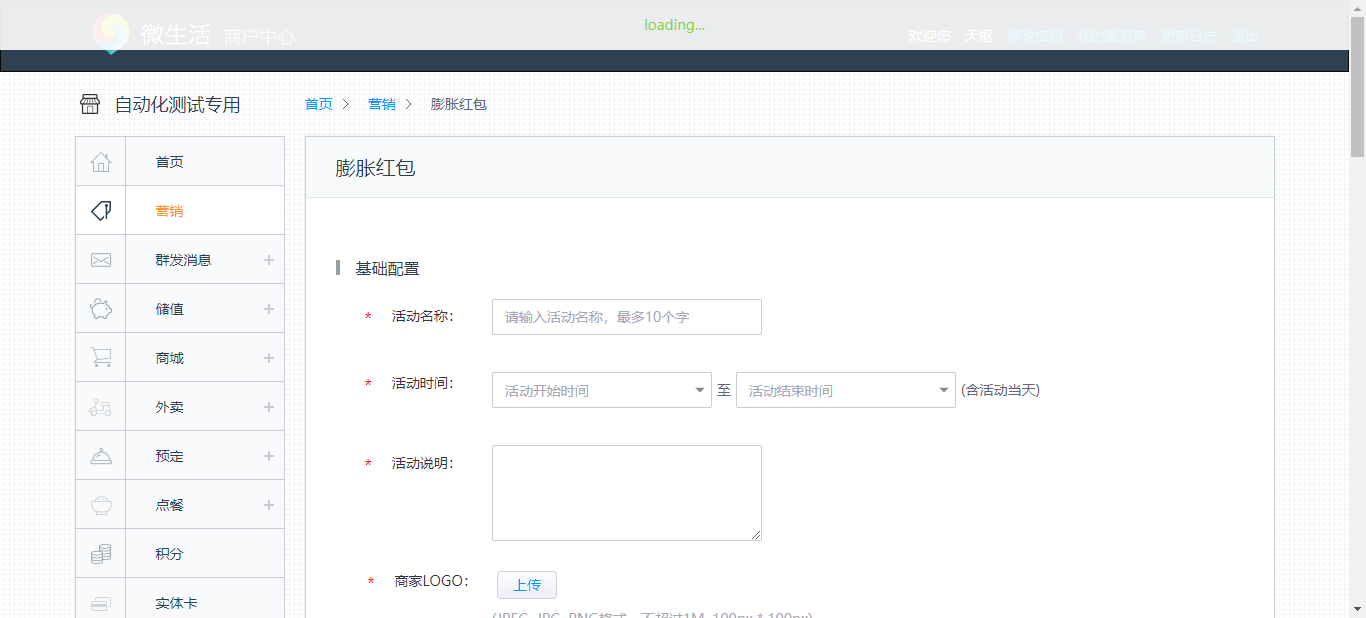 loading...
微生活 商户中心
欢迎您 天枢 修改密码 我的服务商 更新日志 退出
自动化测试专用
首页 > 营销 > 膨胀红包
首页
营销
群发消息 +
储值 +
商城 +
外卖 +
预定 +
点餐 +
积分
实体卡
膨胀红包
基础配置
* 活动名称: 请输入活动名称，最多10个字
* 活动时间: 活动开始时间 至 活动结束时间 (含活动当天)
* 活动说明:
* 商家LOGO: 上传
(JPEG、JPG、PNG格式，不超过1M, 100px * 100px)